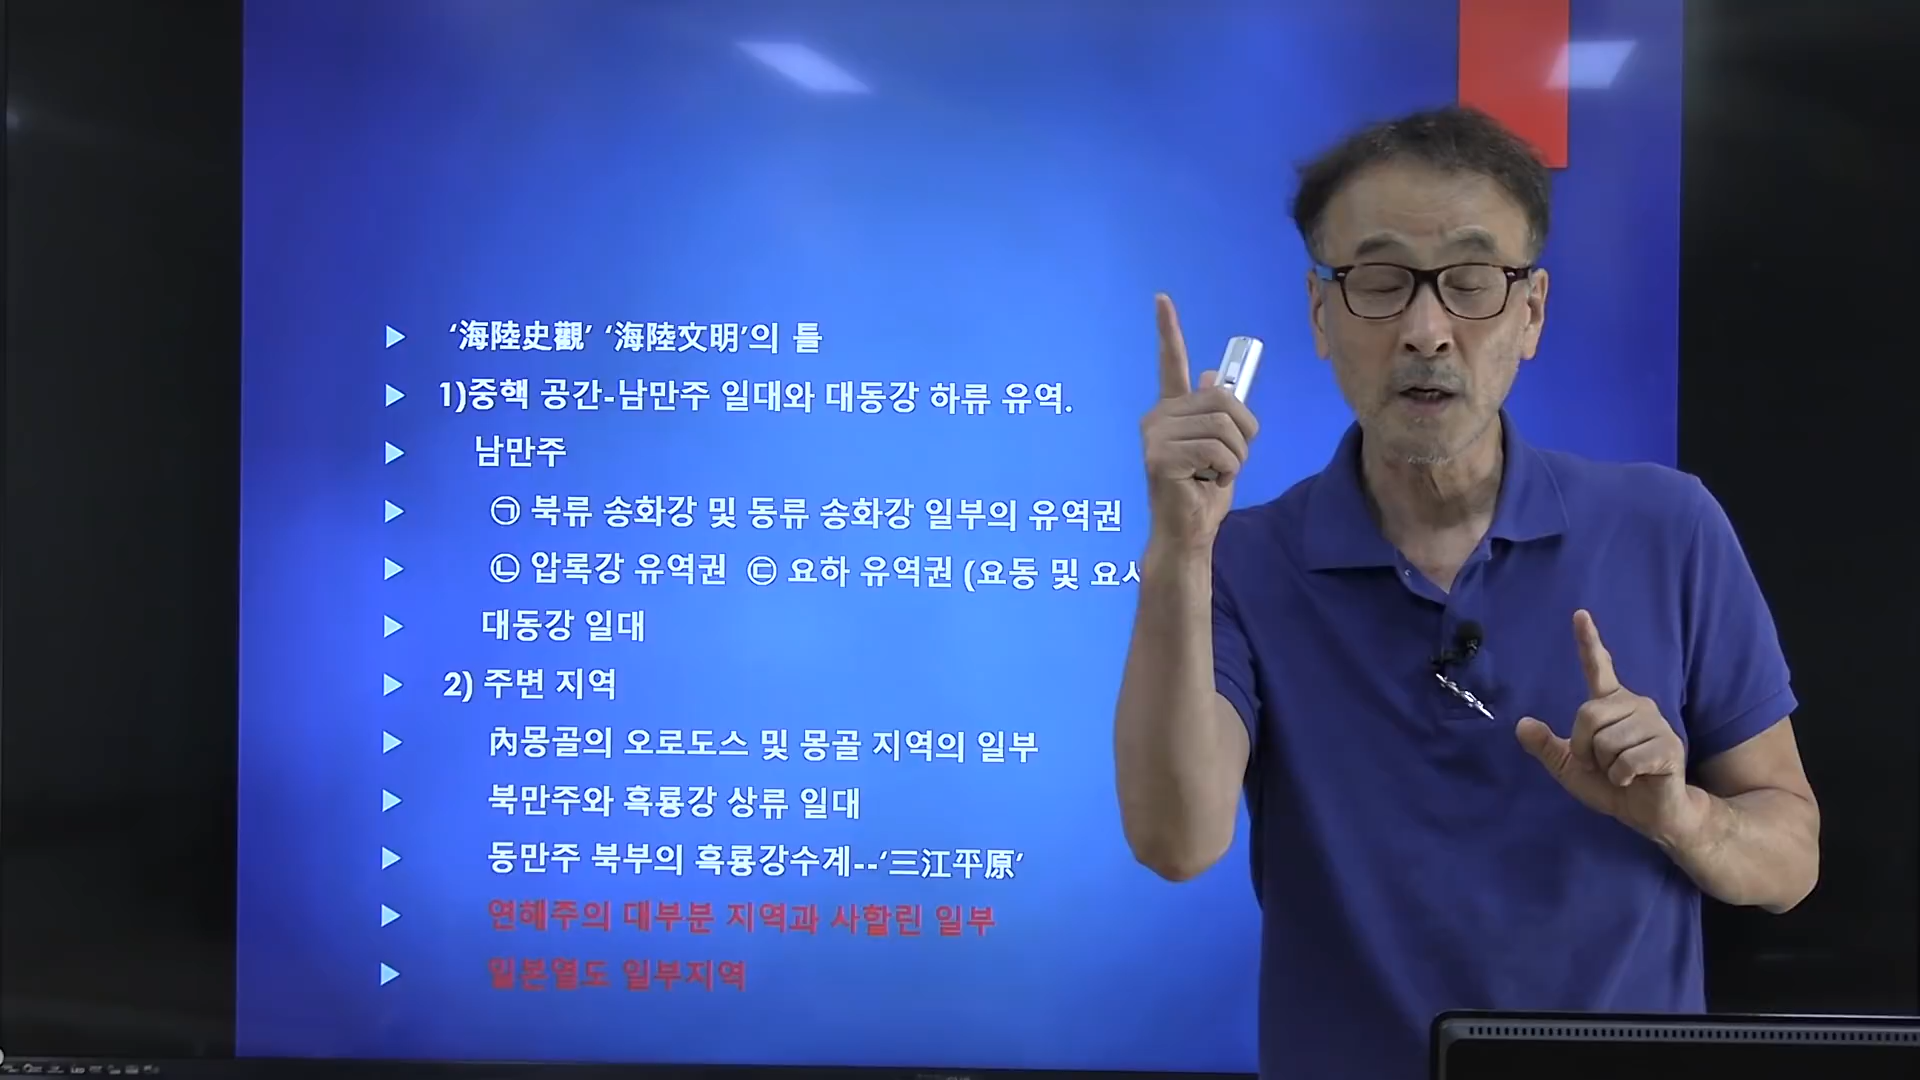 ‘海陸史觀’ ‘海陸文明’의 틀
1)중핵 공간-남만주 일대와 대동강 하류 유역.
남만주
㉠ 북류 송화강 및 동류 송화강 일부의 유역권
㉡ 압록강 유역권 ㉢ 요하 유역권 (요동 및
대동강 일대
2) 주변 지역
內몽골의 오로도스 및 몽골 지역의 일부
북만주와 흑룡강 상류 일대
동만주 북부의 흑룡강수계--‘三江平原’
연해주의 대부분 지역과 사할린 일부
일본열도 일부지역